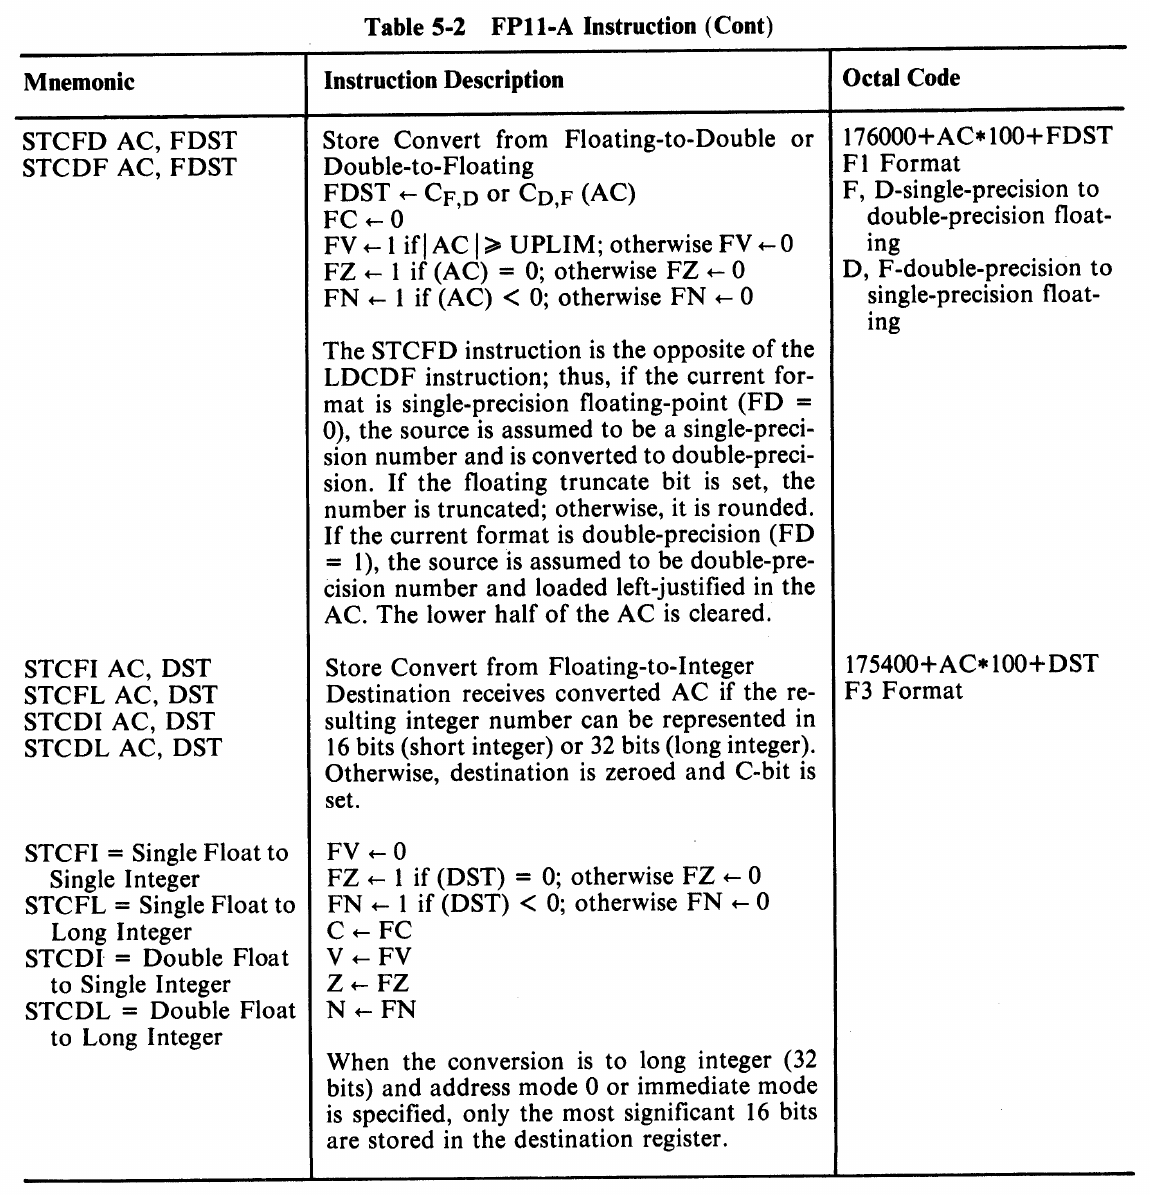 Table 5-2 FP11-A Instruction (Cont)
Mnemonic
Instruction Description
Octal Code
STCFD AC, FDST
STCDF AC, FDST
Store Convert from Floating-to-Double or
Double-to-Floating
FDST ← C_F,D or C_D,F (AC)
FC ← 0
FV ← 1 if | AC | ⩾ UPLIM; otherwise FV ← 0
FZ ← 1 if (AC) = 0; otherwise FZ ← 0
FN ← 1 if (AC) < 0; otherwise FN ← 0
The STCFD instruction is the opposite of the
LDCDF instruction; thus, if the current for-
mat is single-precision floating-point (FD =
0), the source is assumed to be a single-preci-
sion number and is converted to double-preci-
sion. If the floating truncate bit is set, the
number is truncated; otherwise, it is rounded.
If the current format is double-precision (FD
= 1), the source is assumed to be double-pre-
cision number and loaded left-justified in the
AC. The lower half of the AC is cleared.
176000+AC*100+FDST
F1 Format
F, D-single-precision to
double-precision float-
ing
D, F-double-precision to
single-precision float-
ing
STCFI AC, DST
STCFL AC, DST
STCDI AC, DST
STCDL AC, DST
Store Convert from Floating-to-Integer
Destination receives converted AC if the re-
sulting integer number can be represented in
16 bits (short integer) or 32 bits (long integer).
Otherwise, destination is zeroed and C-bit is
set.
175400+AC*100+DST
F3 Format
STCFI = Single Float to
Single Integer
STCFL = Single Float to
Long Integer
STCDI = Double Float
to Single Integer
STCDL = Double Float
to Long Integer
FV ← 0
FZ ← 1 if (DST) = 0; otherwise FZ ← 0
FN ← 1 if (DST) < 0; otherwise FN ← 0
C ← FC
V ← FV
Z ← FZ
N ← FN
When the conversion is to long integer (32
bits) and address mode 0 or immediate mode
is specified, only the most significant 16 bits
are stored in the destination register.